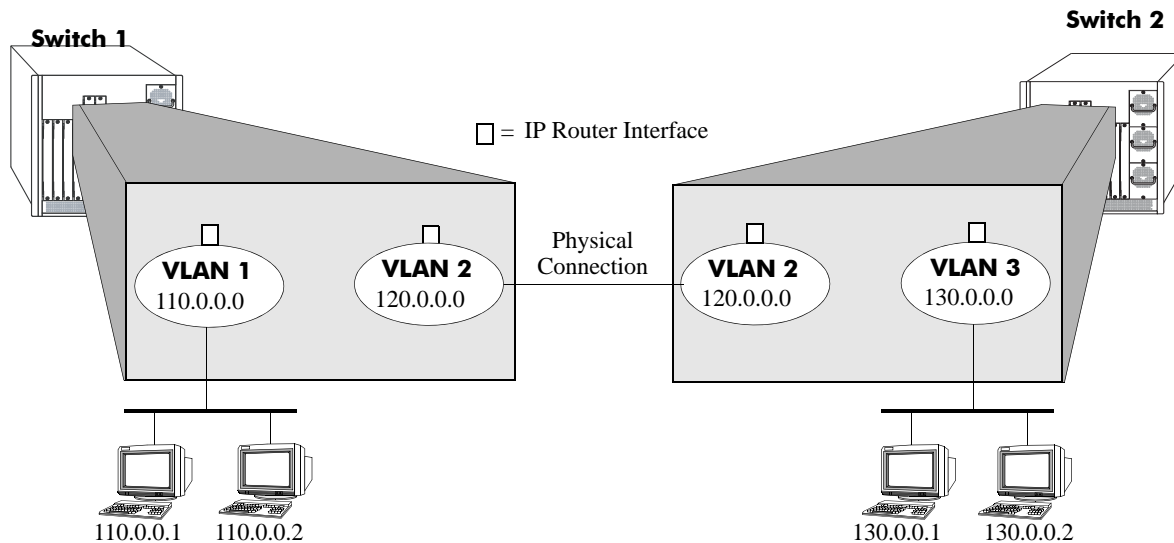 Switch 1
Switch 2
= IP Router Interface
VLAN 1
110.0.0.0
VLAN 2
120.0.0.0
Physical
Connection
VLAN 2
120.0.0.0
VLAN 3
130.0.0.0
110.0.0.1
110.0.0.2
130.0.0.1
130.0.0.2